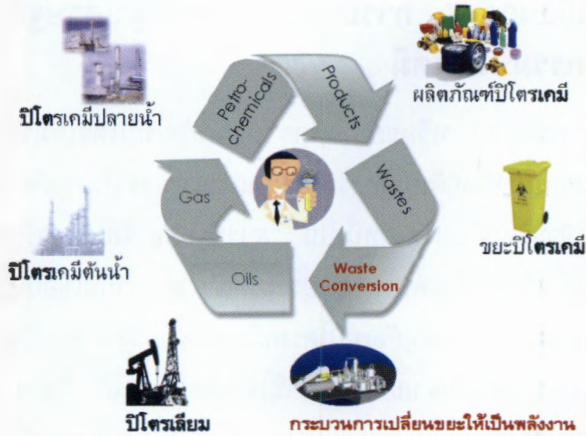 Petro-
chemicals
Products
Wastes
Waste
Conversion
Oils
Gas
ปิโตรเคมีปลายน้ำ
ผลิตภัณฑ์ปิโตรเคมี
ขยะปิโตรเคมี
กระบวนการเปลี่ยนขยะให้เป็นพลังงาน
ปิโตรเลียม
ปิโตรเคมีต้นน้ำ